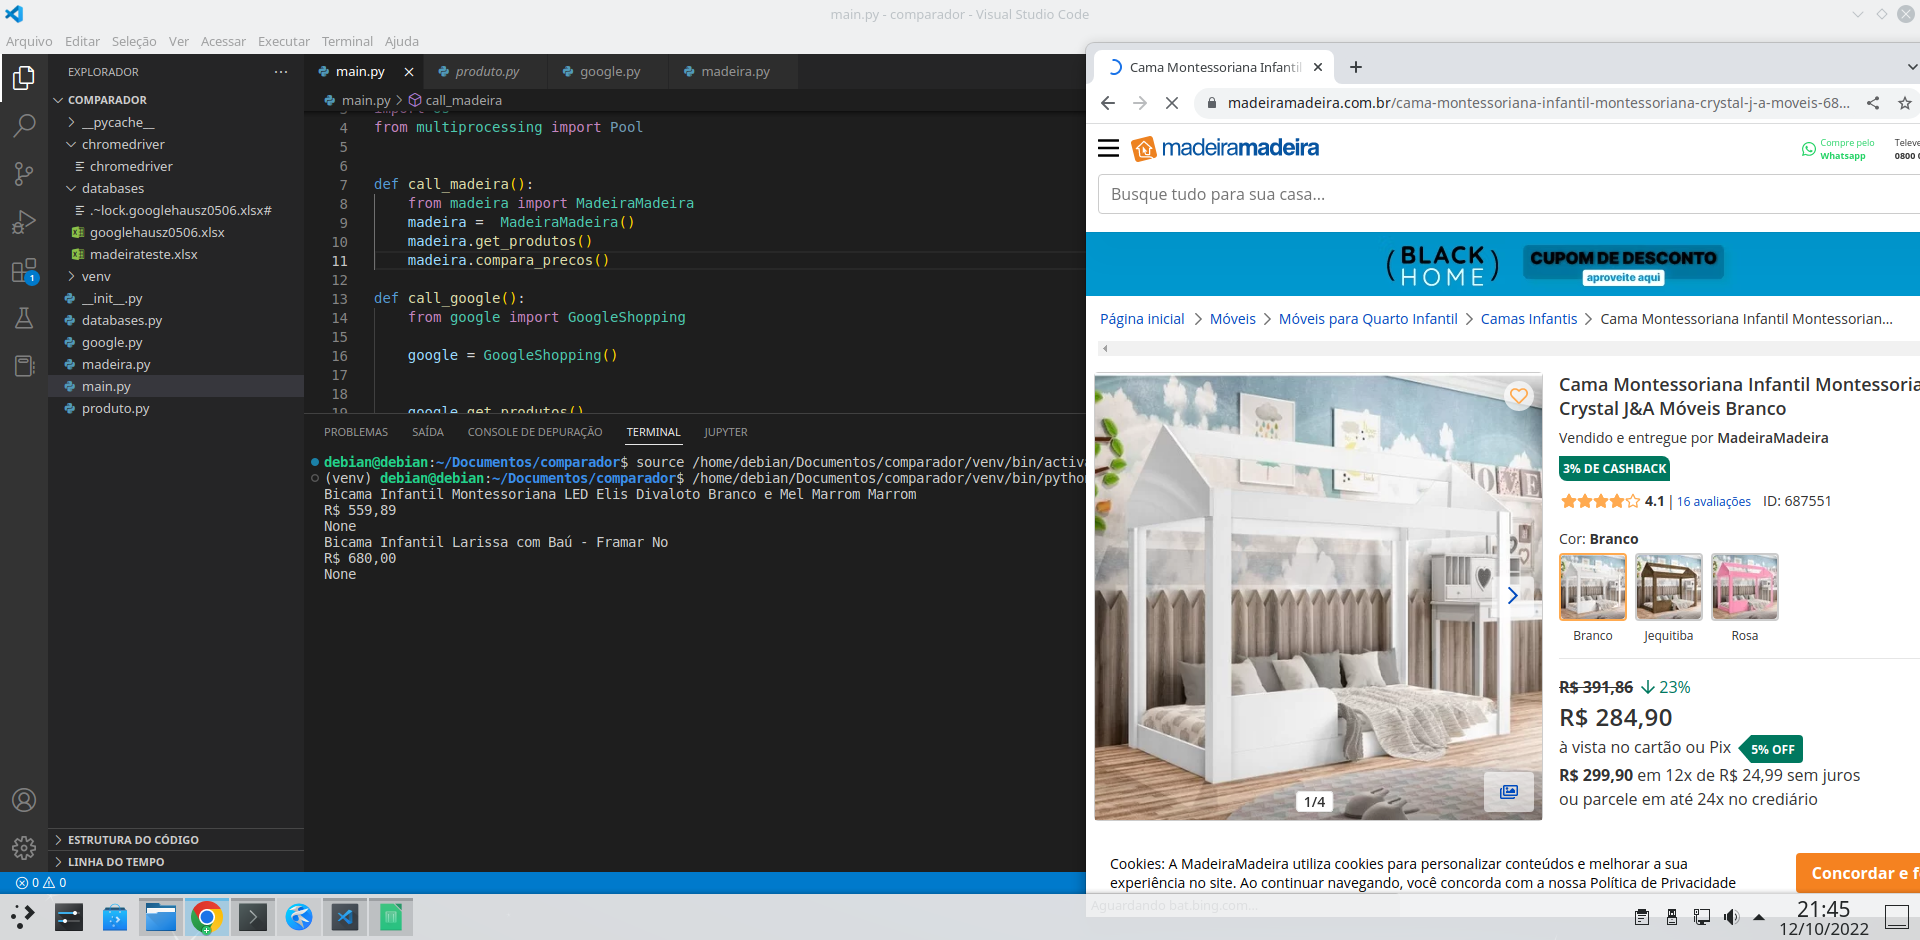 main.py - comparador - Visual Studio Code
Arquivo Editar Seleção Ver Acessar Executar Terminal Ajuda
EXPLORADOR
COMPARADOR
__pycache__
chromedriver
chromedriver
databases
.~lock.googlehausz0506.xlsx#
googlehausz0506.xlsx
madeirateste.xlsx
venv
__init__.py
databases.py
google.py
madeira.py
main.py
produto.py
ESTRUTURA DO CÓDIGO
LINHA DO TEMPO
1
0 0
main.py produto.py google.py madeira.py
main.py > call_madeira
4 from multiprocessing import Pool
5
6
7 def call_madeira():
8 from madeira import MadeiraMadeira
9 madeira =  MadeiraMadeira()
10 madeira.get_produtos()
11 madeira.compara_precos()
12
13 def call_google():
14 from google import GoogleShopping
15
16 google = GoogleShopping()
17
18
19 google.get_produtos()
PROBLEMAS SAÍDA CONSOLE DE DEPURAÇÃO TERMINAL JUPYTER
debian@debian:~/Documentos/comparador$ source /home/debian/Documentos/comparador/venv/bin/activ
(venv) debian@debian:~/Documentos/comparador$ /home/debian/Documentos/comparador/venv/bin/pytho
Bicama Infantil Montessoriana LED Elis Divaloto Branco e Mel Marrom Marrom
R$ 559,89
None
Bicama Infantil Larissa com Baú - Framar No
R$ 680,00
None
Cama Montessoriana Infantil
madeiramadeira.com.br/cama-montessoriana-infantil-montessoriana-crystal-j-a-moveis-68...
madeiramadeira
Compre pelo
Whatsapp
Telev
0800
Busque tudo para sua casa...
(BLACK HOME)
CUPOM DE DESCONTO
aproveite aqui
Página inicial > Móveis > Móveis para Quarto Infantil > Camas Infantis > Cama Montessoriana Infantil Montessorian...
HOME
1/4
Cama Montessoriana Infantil Montessoria
Crystal J&A Móveis Branco
Vendido e entregue por MadeiraMadeira
3% DE CASHBACK
4.1 | 16 avaliações ID: 687551
Cor: Branco
Branco Jequitiba Rosa
R$ 391,86 23%
R$ 284,90
à vista no cartão ou Pix 5% OFF
R$ 299,90 em 12x de R$ 24,99 sem juros
ou parcele em até 24x no crediário
Cookies: A MadeiraMadeira utiliza cookies para personalizar conteúdos e melhorar a sua
experiência no site. Ao continuar navegando, você concorda com a nossa Política de Privacidade
Concordar e f
Aguardando bat.bing.com...
21:45
12/10/2022